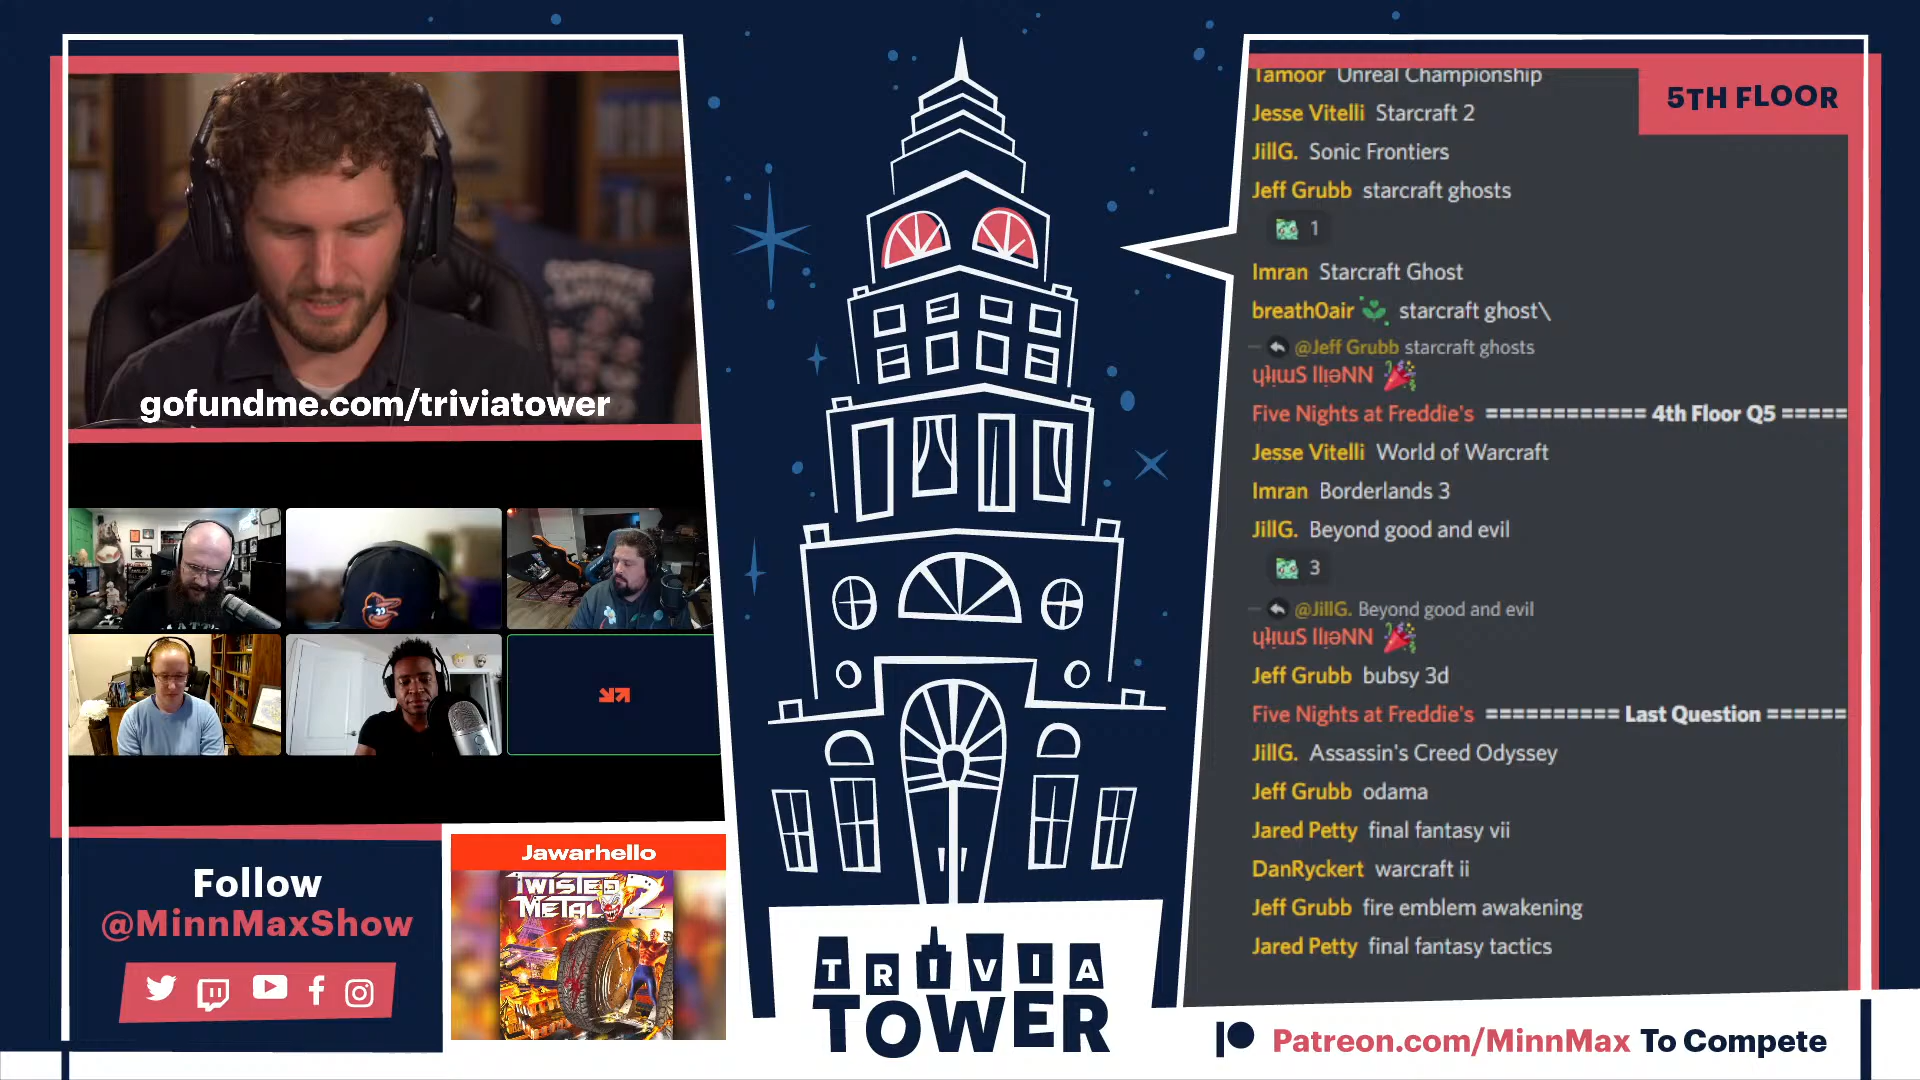 gofundme.com/triviatower
Follow
@MinnMaxShow
Jawarhello
TWISTED
METAL 2
TRIVIA
TOWER
5TH FLOOR
Tamoor Unreal Championship
Jesse Vitelli Starcraft 2
JillG. Sonic Frontiers
Jeff Grubb starcraft ghosts
1
Imran Starcraft Ghost
breath0air starcraft ghost\
@Jeff Grubb starcraft ghosts
Five Nights at Freddie's ============ 4th Floor Q5 =====
Jesse Vitelli World of Warcraft
Imran Borderlands 3
JillG. Beyond good and evil
3
@JillG. Beyond good and evil
Jeff Grubb bubsy 3d
Five Nights at Freddie's ========== Last Question ======
JillG. Assassin's Creed Odyssey
Jeff Grubb odama
Jared Petty final fantasy vii
DanRyckert warcraft ii
Jeff Grubb fire emblem awakening
Jared Petty final fantasy tactics
Patreon.com/MinnMax To Compete